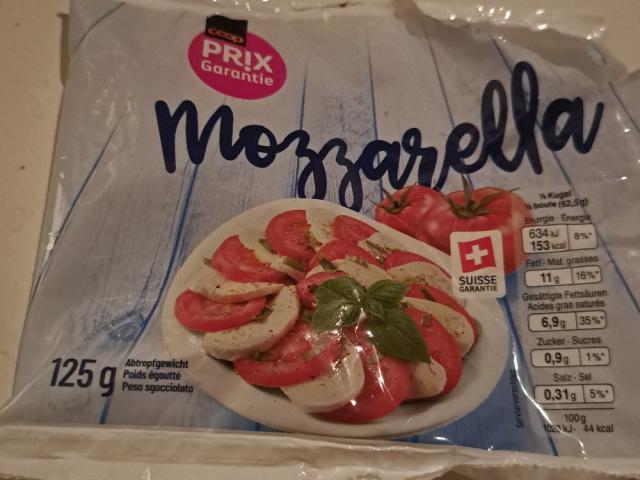 coop
PRIX
Garantie
Mozzarella
½ Kugel
½ boule (62,5g)
Energie - Énergie
634 kJ
153 kcal
8%*
Fett - Mat. grasses
11g 16%*
Gesättigte Fettsäuren
Acides gras saturés
6,9g 35%*
Zucker - Sucres
0,9g 1%*
Salz - Sel
0,31g 5%*
100g
kcal
SUISSE
GARANTIE
125 g
Abtropfgewicht
Poids égoutté
Peso sgocciolato